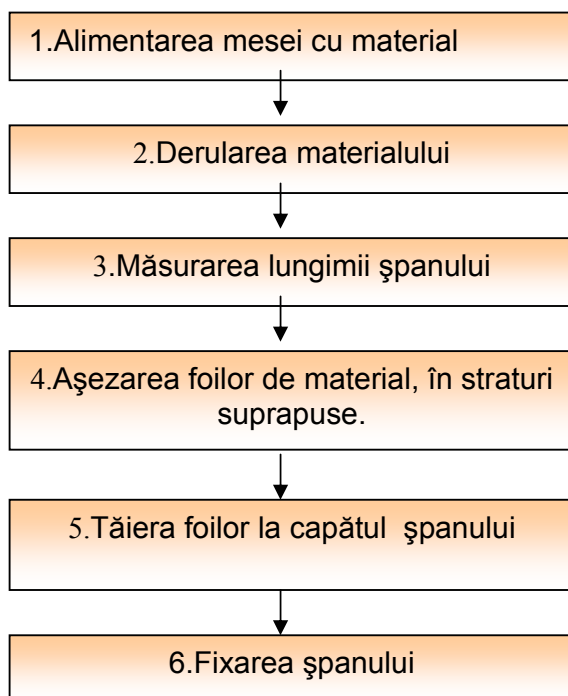 1.Alimentarea mesei cu material
2.Derularea materialului
3.Măsurarea lungimii şpanului
4.Aşezarea foilor de material, în straturi
suprapuse.
5.Tăiera foilor la capătul şpanului
6.Fixarea şpanului